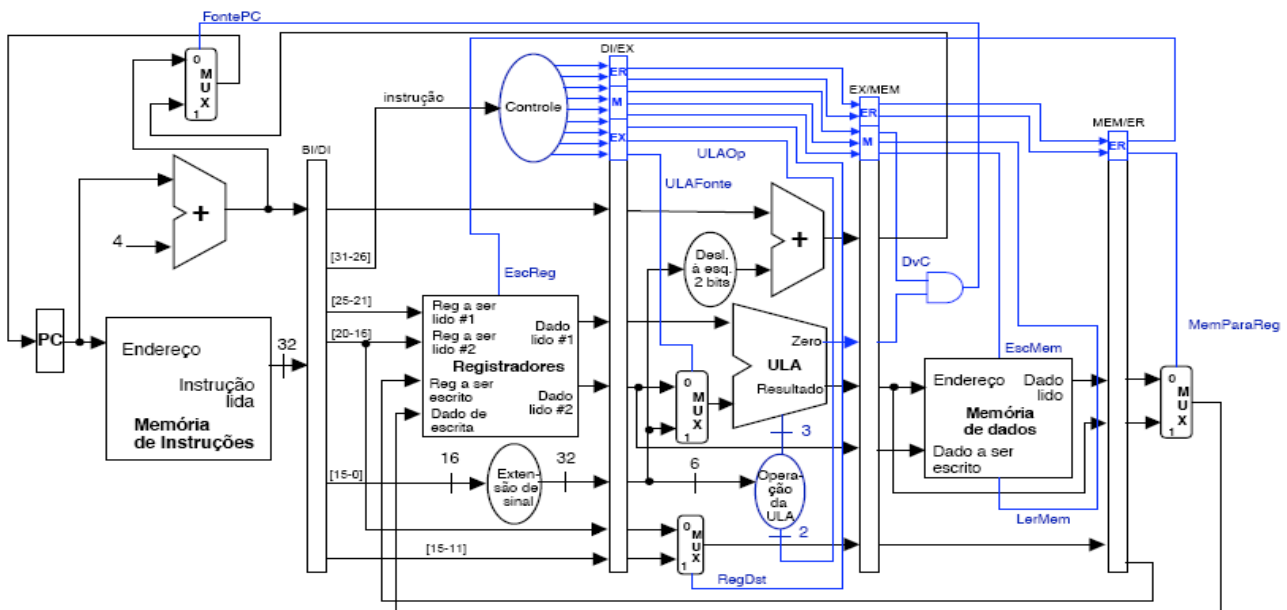 FontePC
0
M
U
X
1
4
+
PC
Endereço
Instrução
lida
Memória
de Instruções
32
BI/DI
instrução
[31-26]
[25-21]
[20-16]
[15-0]
[15-11]
Controle
EscReg
Reg a ser
lido #1
Reg a ser
lido #2
Registradores
Reg a ser
escrito
Dado de
escrita
Dado
lido #1
Dado
lido #2
16
Exten-
são de
sinal
32
DI/EX
ER
M
EX
ULAOp
ULAFonte
Desl.
à esq.
2 bits
+
0
M
U
X
1
Zero
ULA
Resultado
3
6
Opera-
ção
da
ULA
2
0
M
U
X
1
RegDst
EX/MEM
ER
M
DvC
EscMem
Endereço
Dado
lido
Memória
de dados
Dado a ser
escrito
LerMem
MEM/ER
ER
MemParaReg
0
M
U
X
1